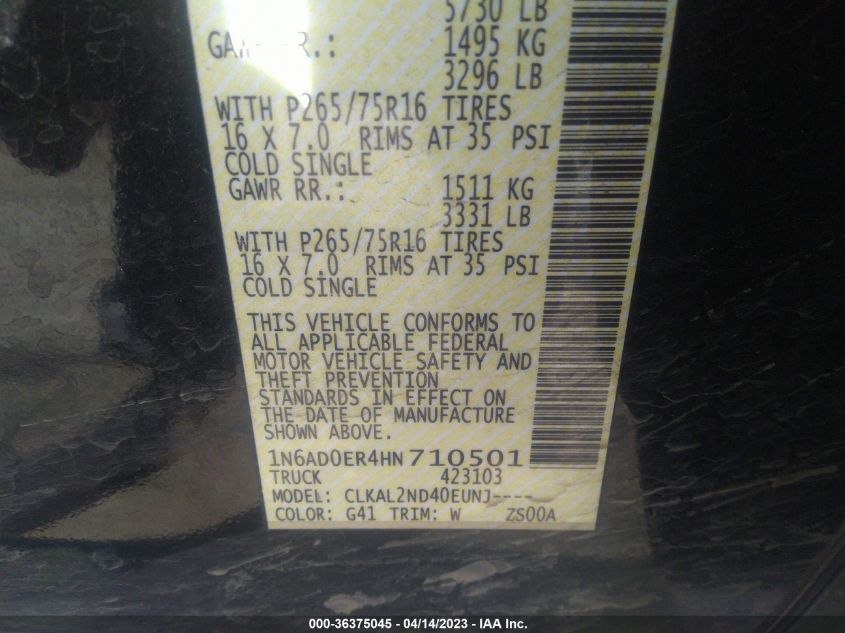 5730 LB
GAWR R.: 1495 KG
3296 LB
WITH P265/75R16 TIRES
16 X 7.0 RIMS AT 35 PSI
COLD SINGLE
GAWR RR.: 1511 KG
3331 LB
WITH P265/75R16 TIRES
16 X 7.0 RIMS AT 35 PSI
COLD SINGLE
THIS VEHICLE CONFORMS TO
ALL APPLICABLE FEDERAL
MOTOR VEHICLE SAFETY AND
THEFT PREVENTION
STANDARDS IN EFFECT ON
THE DATE OF MANUFACTURE
SHOWN ABOVE.
1N6AD0ER4HN710501
TRUCK 423103
MODEL: CLKAL2ND40EUNJ----
COLOR: G41 TRIM: W ZS00A
000-36375045 - 04/14/2023 - IAA Inc.